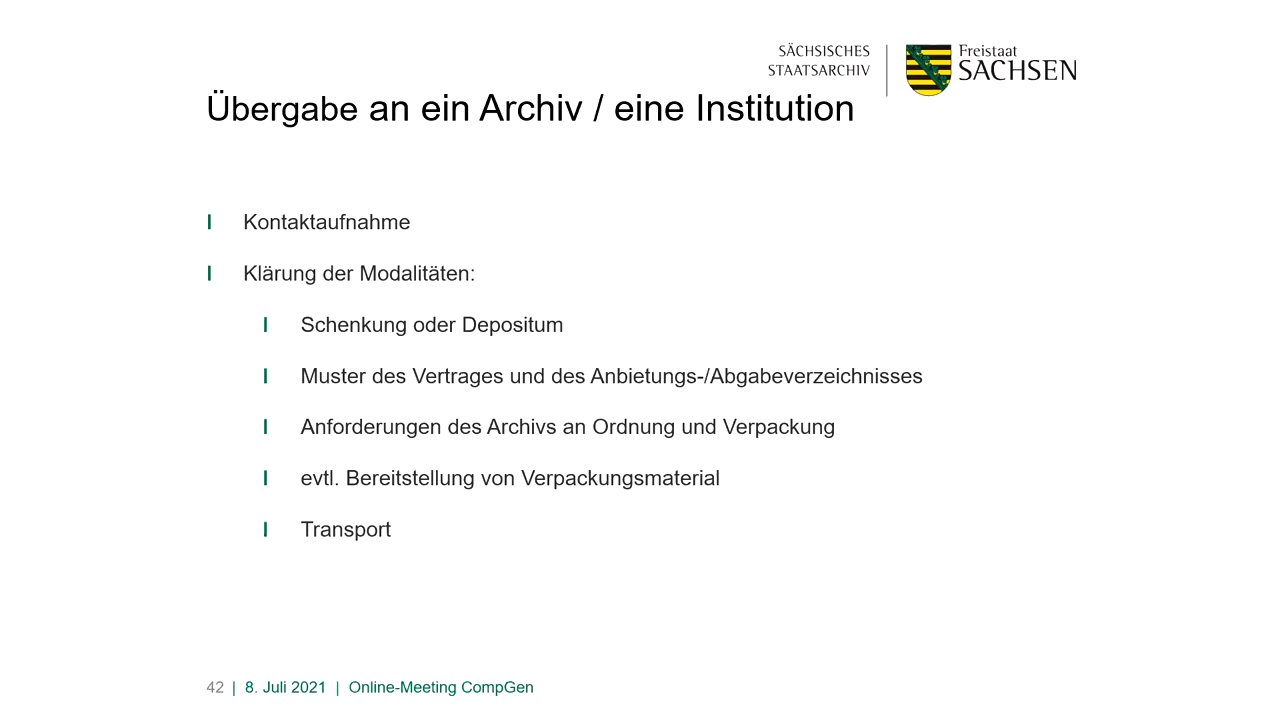 SÄCHSISCHES
STAATSARCHIV
Freistaat
SACHSEN
Übergabe an ein Archiv / eine Institution
I Kontaktaufnahme
I Klärung der Modalitäten:
I Schenkung oder Depositum
I Muster des Vertrages und des Anbietungs-/Abgabeverzeichnisses
I Anforderungen des Archivs an Ordnung und Verpackung
I evtl. Bereitstellung von Verpackungsmaterial
I Transport
42 | 8. Juli 2021 | Online-Meeting CompGen